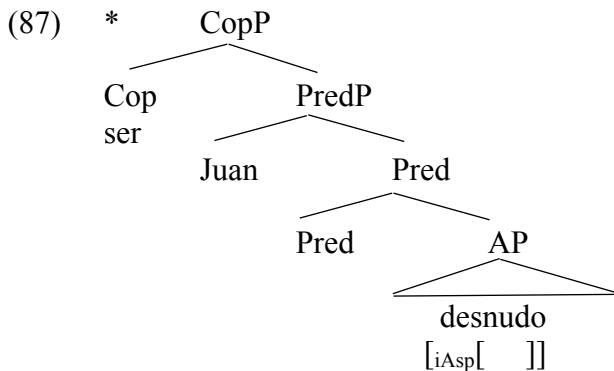 (87) * CopP
Cop PredP
ser
Juan Pred
Pred AP
desnudo
[iAsp[ ]]